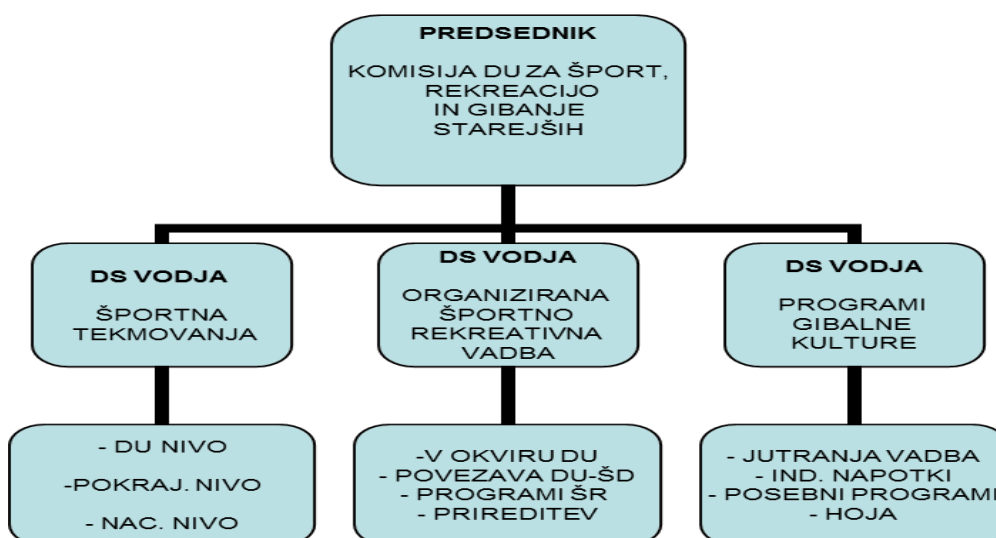 PREDSEDNIK
KOMISIJA DU ZA ŠPORT,
REKREACIJO
IN GIBANJE
STAREJŠIH
DS VODJA
ŠPORTNA
TEKMOVANJA
DS VODJA
ORGANIZIRANA
ŠPORTNO
REKREATIVNA
VADBA
DS VODJA
PROGRAMI
GIBALNE
KULTURE
- DU NIVO
-POKRAJ. NIVO
- NAC. NIVO
-V OKVIRU DU
- POVEZAVA DU-ŠD
- PROGRAMI ŠR
- PRIREDITEV
- JUTRANJA VADBA
- IND. NAPOTKI
- POSEBNI PROGRAMI
- HOJA